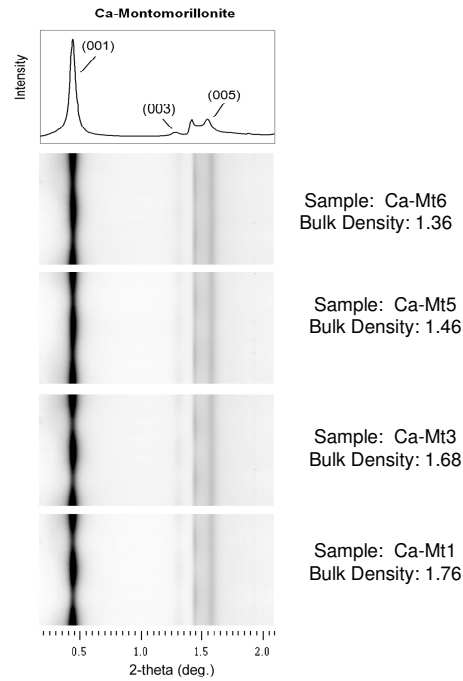 Ca-Montomorillonite
Intensity
(001)
(003)
(005)
Sample: Ca-Mt6
Bulk Density: 1.36
Sample: Ca-Mt5
Bulk Density: 1.46
Sample: Ca-Mt3
Bulk Density: 1.68
Sample: Ca-Mt1
Bulk Density: 1.76
0.5 1.0 1.5 2.0
2-theta (deg.)